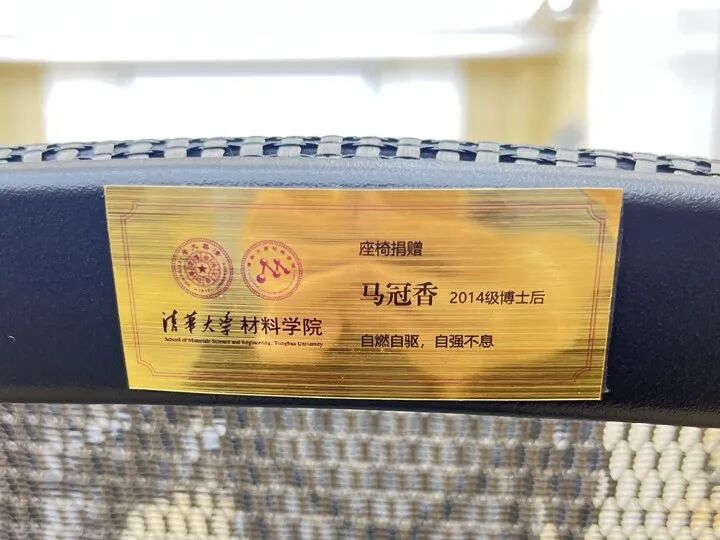 清华大学材料学院
School of Materials Science and Engineering, Tsinghua University
座椅捐赠
马冠香 2014级博士后
自燃自驱，自强不息